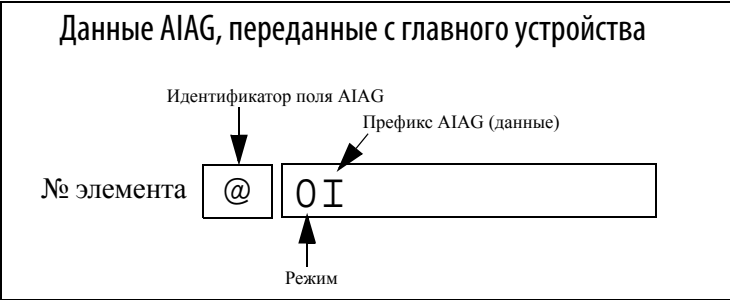 Данные AIAG, переданные с главного устройства
Идентификатор поля AIAG
Префикс AIAG (данные)
№ элемента @ 0I
Режим